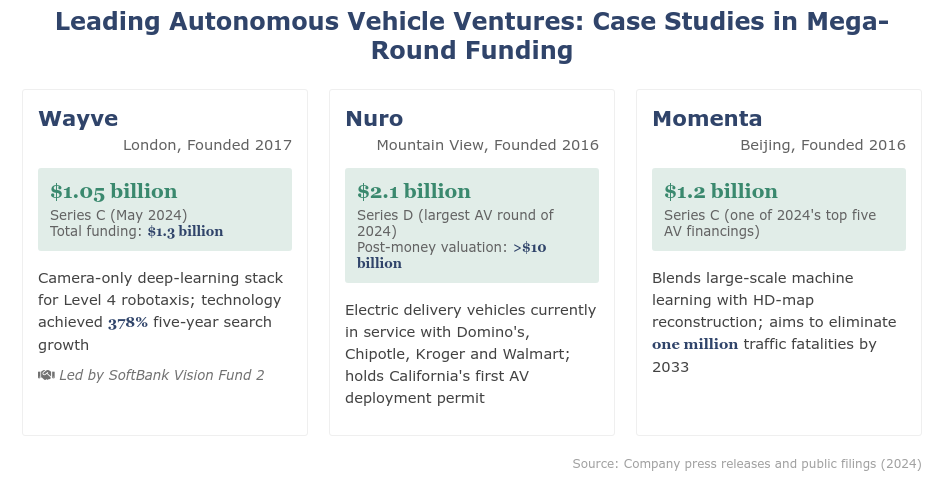 Leading Autonomous Vehicle Ventures: Case Studies in Mega-
Round Funding
Wayve
London, Founded 2017
$1.05 billion
Series C (May 2024)
Total funding: $1.3 billion
Camera-only deep-learning stack
for Level 4 robotaxis; technology
achieved 378% five-year search
growth
Led by SoftBank Vision Fund 2
Nuro
Mountain View, Founded 2016
$2.1 billion
Series D (largest AV round of
2024)
Post-money valuation: >$10
billion
Electric delivery vehicles currently
in service with Domino's,
Chipotle, Kroger and Walmart;
holds California's first AV
deployment permit
Momenta
Beijing, Founded 2016
$1.2 billion
Series C (one of 2024's top five
AV financings)
Blends large-scale machine
learning with HD-map
reconstruction; aims to eliminate
one million traffic fatalities by
2033
Source: Company press releases and public filings (2024)